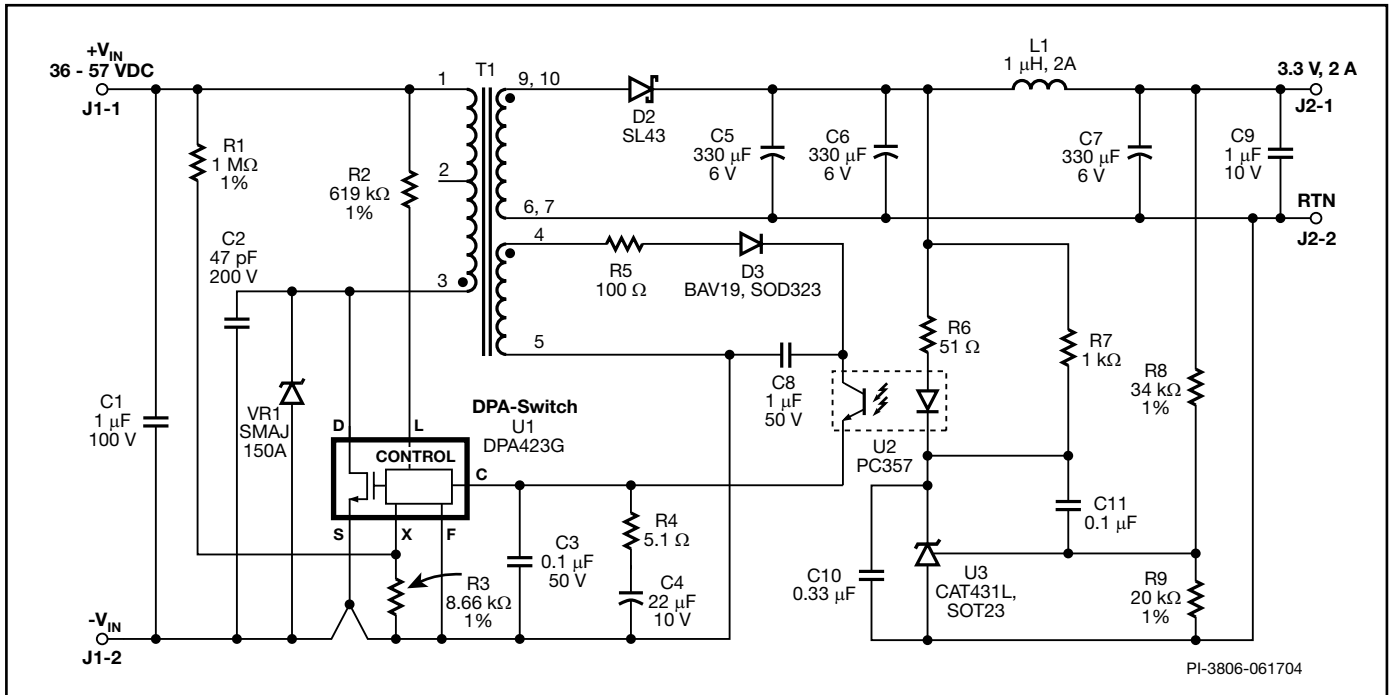 +V_IN
36 - 57 VDC
J1-1
R1
1 MΩ
1%
R2
619 kΩ
1%
C2
47 pF
200 V
C1
1 µF
100 V
VR1
SMAJ
150A
1
2
3
T1
9, 10
6, 7
4
5
D2
SL43
C5
330 µF
6 V
C6
330 µF
6 V
L1
1 µH, 2A
C7
330 µF
6 V
C9
1 µF
10 V
3.3 V, 2 A
J2-1
RTN
J2-2
R5
100 Ω
D3
BAV19, SOD323
C8
1 µF
50 V
R6
51 Ω
R7
1 kΩ
R8
34 kΩ
1%
U2
PC357
DPA-Switch
U1
DPA423G
D
L
CONTROL
C
S
X
F
R3
8.66 kΩ
1%
C3
0.1 µF
50 V
R4
5.1 Ω
C4
22 µF
10 V
C10
0.33 µF
C11
0.1 µF
U3
CAT431L,
SOT23
R9
20 kΩ
1%
-V_IN
J1-2
PI-3806-061704